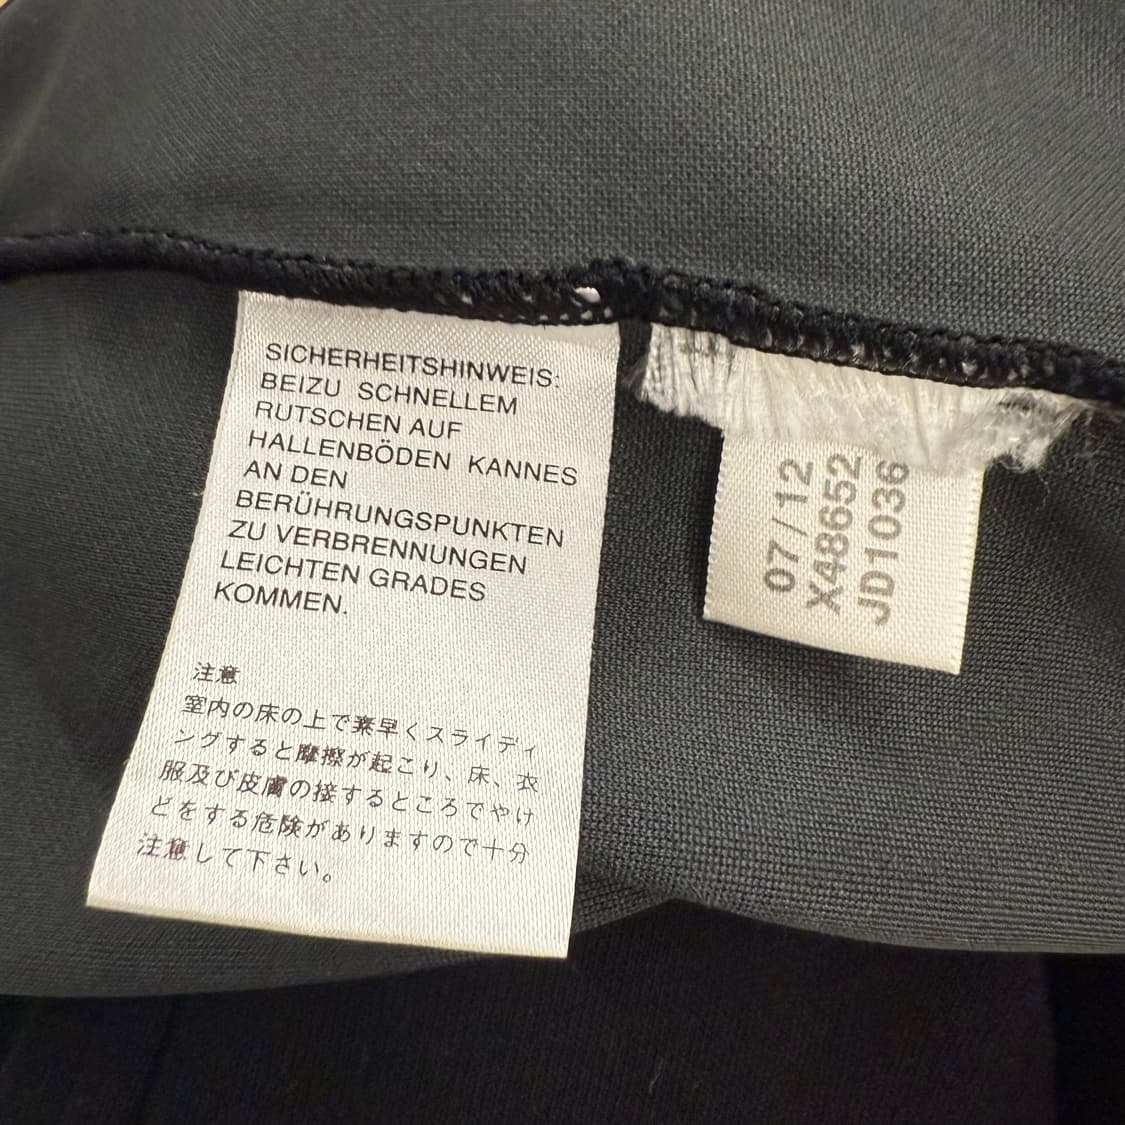 SICHERHEITSHINWEIS:
BEIZU SCHNELLEM
RUTSCHEN AUF
HALLENBÖDEN KANNES
AN DEN
BERÜHRUNGSPUNKTEN
ZU VERBRENNUNGEN
LEICHTEN GRADES
KOMMEN.
注意
室内の床の上で素早くスライディ
ングすると摩擦が起こり、床、衣
服及び皮膚の接するところでやけ
どをする危険がありますので十分
注意して下さい。
07/12
X48652
JD1036